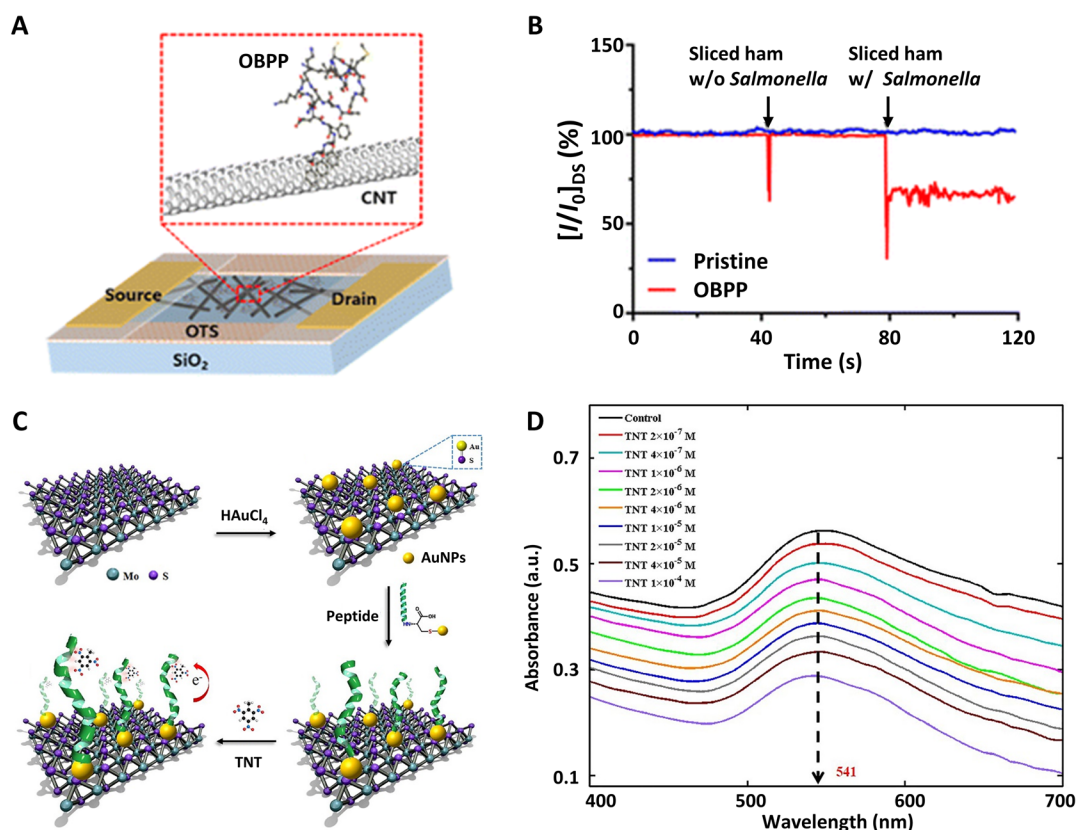 A
OBPP
CNT
Source
Drain
OTS
SiO2
B
150
100
50
0
[I/I0]DS (%)
Sliced ham
w/o Salmonella
Sliced ham
w/ Salmonella
Pristine
OBPP
0
40
80
120
Time (s)
C
Au
S
HAuCl4
Mo
S
AuNPs
Peptide
OH
O
HN
S
e-
TNT
D
Control
TNT 2×10-7 M
TNT 4×10-7 M
TNT 1×10-6 M
TNT 2×10-6 M
TNT 4×10-6 M
TNT 1×10-5 M
TNT 2×10-5 M
TNT 4×10-5 M
TNT 1×10-4 M
0.7
0.5
0.3
0.1
Absorbance (a.u.)
541
400
500
600
700
Wavelength (nm)